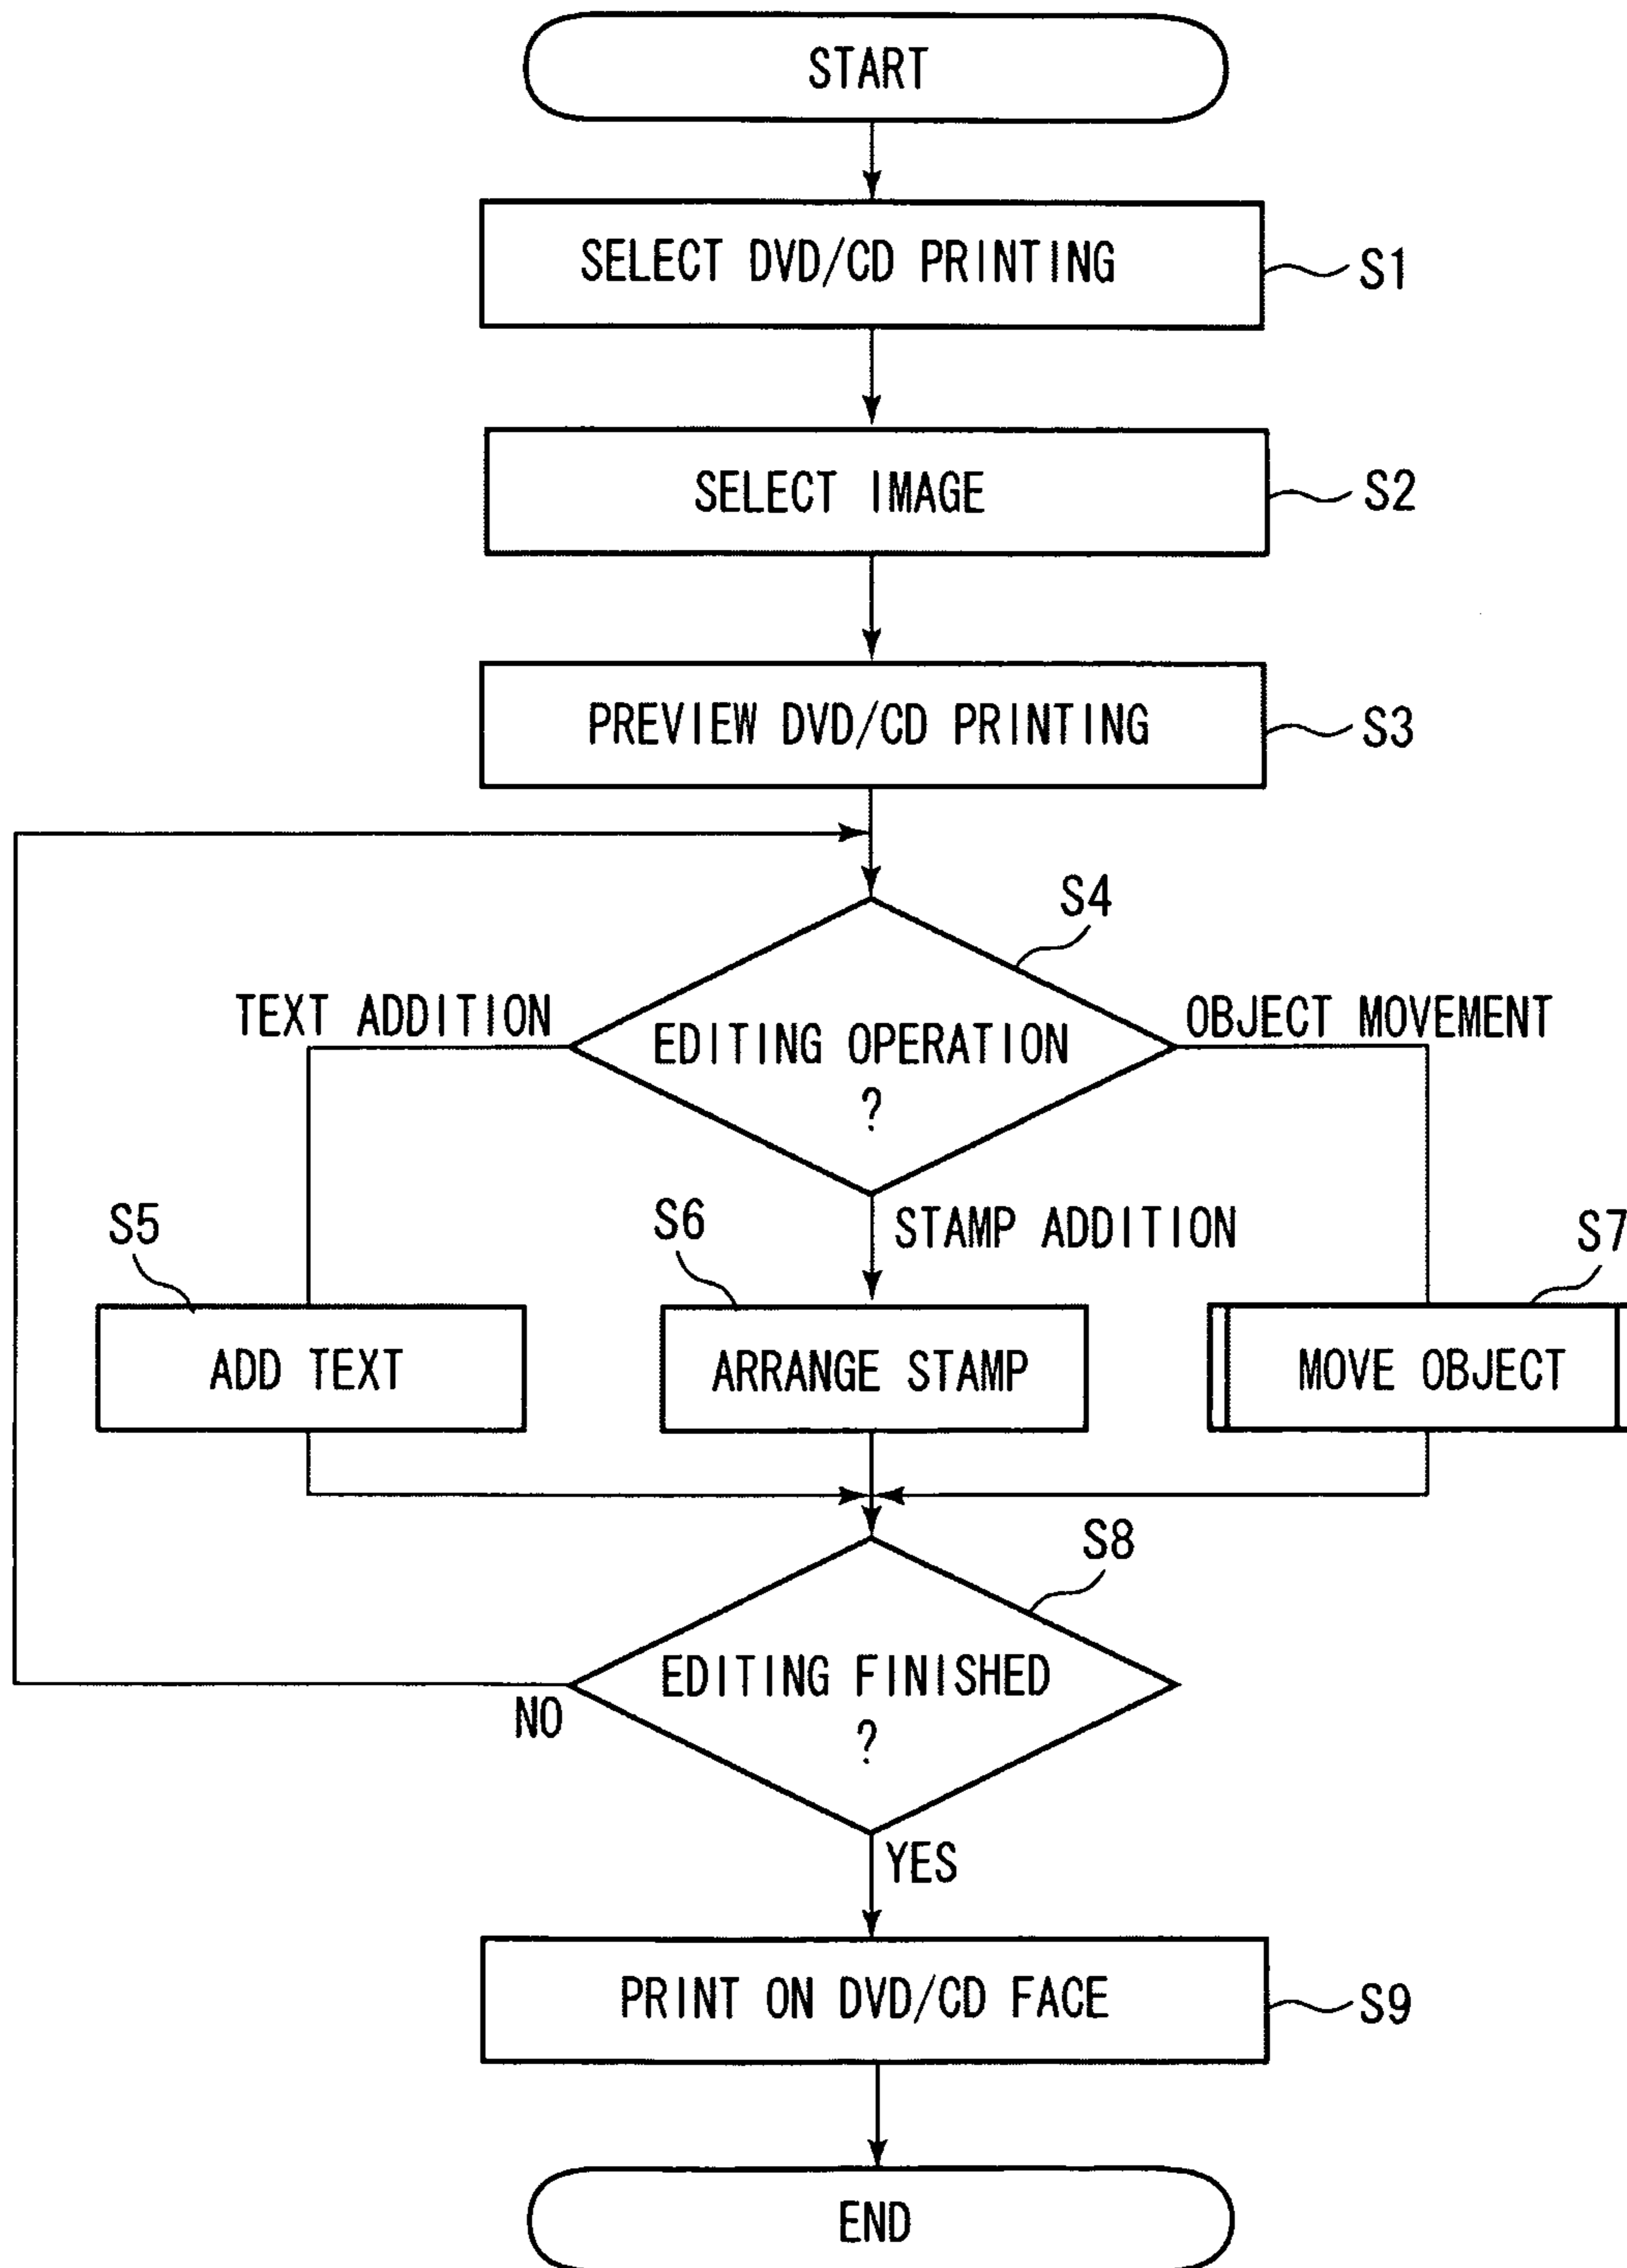 START
SELECT DVD/CD PRINTING
S1
SELECT IMAGE
S2
PREVIEW DVD/CD PRINTING
S3
S4
TEXT ADDITION
OBJECT MOVEMENT
EDITING OPERATION
?
STAMP ADDITION
S5
S6
S7
ADD TEXT
ARRANGE STAMP
MOVE OBJECT
S8
EDITING FINISHED
?
NO
YES
PRINT ON DVD/CD FACE
S9
END